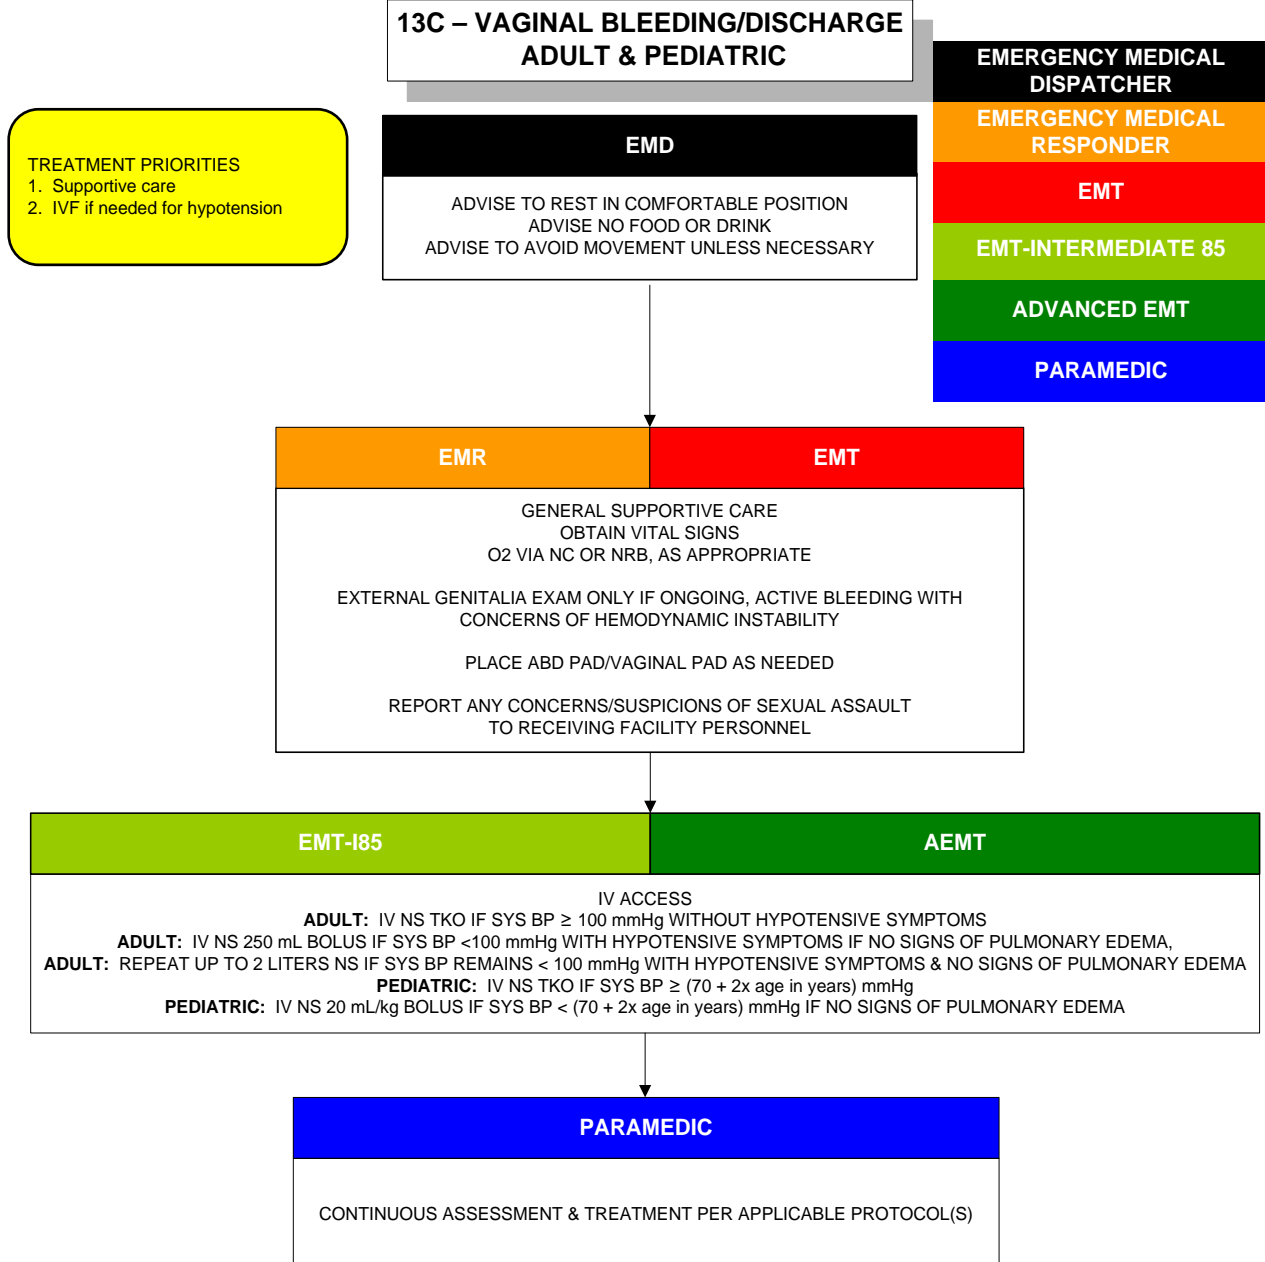 13C – VAGINAL BLEEDING/DISCHARGE
ADULT & PEDIATRIC
EMERGENCY MEDICAL
DISPATCHER
EMERGENCY MEDICAL
RESPONDER
EMT
EMT-INTERMEDIATE 85
ADVANCED EMT
PARAMEDIC
TREATMENT PRIORITIES
1. Supportive care
2. IVF if needed for hypotension
EMD
ADVISE TO REST IN COMFORTABLE POSITION
ADVISE NO FOOD OR DRINK
ADVISE TO AVOID MOVEMENT UNLESS NECESSARY
EMR
EMT
GENERAL SUPPORTIVE CARE
OBTAIN VITAL SIGNS
O2 VIA NC OR NRB, AS APPROPRIATE
EXTERNAL GENITALIA EXAM ONLY IF ONGOING, ACTIVE BLEEDING WITH
CONCERNS OF HEMODYNAMIC INSTABILITY
PLACE ABD PAD/VAGINAL PAD AS NEEDED
REPORT ANY CONCERNS/SUSPICIONS OF SEXUAL ASSAULT
TO RECEIVING FACILITY PERSONNEL
EMT-I85
AEMT
IV ACCESS
ADULT: IV NS TKO IF SYS BP ≥ 100 mmHg WITHOUT HYPOTENSIVE SYMPTOMS
ADULT: IV NS 250 mL BOLUS IF SYS BP <100 mmHg WITH HYPOTENSIVE SYMPTOMS IF NO SIGNS OF PULMONARY EDEMA,
ADULT: REPEAT UP TO 2 LITERS NS IF SYS BP REMAINS < 100 mmHg WITH HYPOTENSIVE SYMPTOMS & NO SIGNS OF PULMONARY EDEMA
PEDIATRIC: IV NS TKO IF SYS BP ≥ (70 + 2x age in years) mmHg
PEDIATRIC: IV NS 20 mL/kg BOLUS IF SYS BP < (70 + 2x age in years) mmHg IF NO SIGNS OF PULMONARY EDEMA
PARAMEDIC
CONTINUOUS ASSESSMENT & TREATMENT PER APPLICABLE PROTOCOL(S)